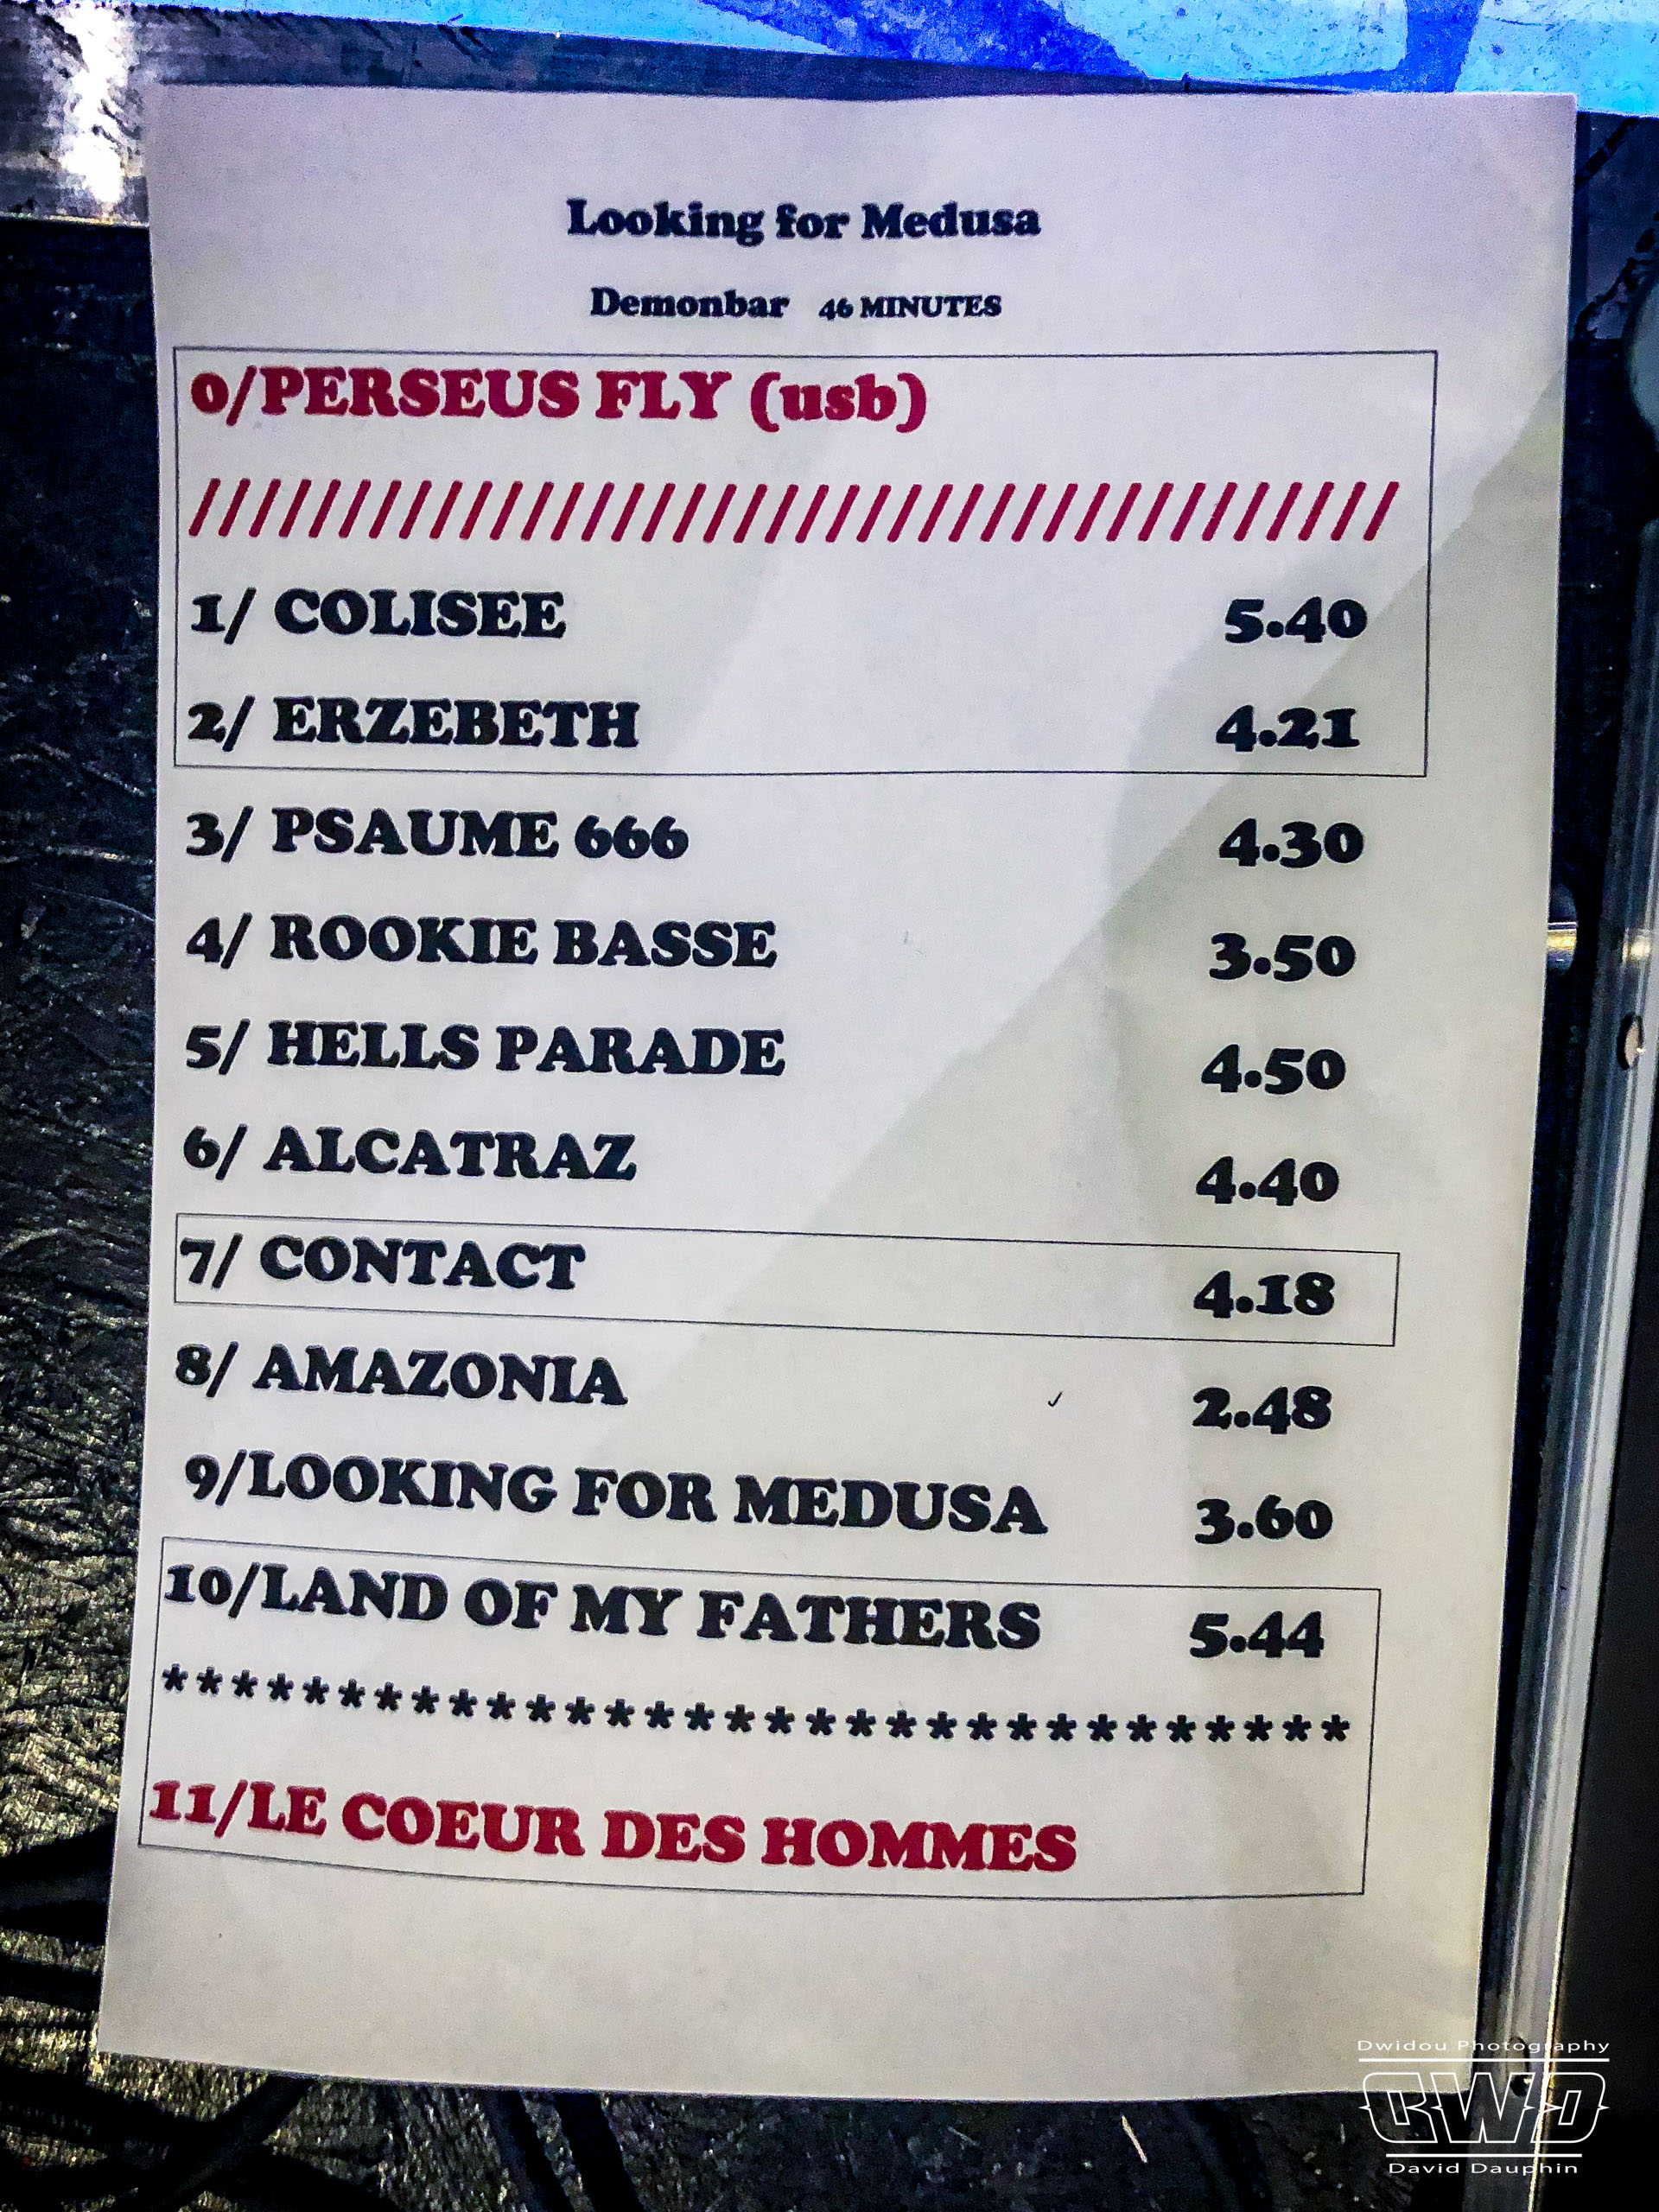 Looking for Medusa
Demonbar 46 MINUTES
0/PERSEUS FLY (usb)
///////////////////////////////////////
1/ COLISEE 5.40
2/ ERZEBETH 4.21
3/ PSAUME 666 4.30
4/ ROOKIE BASSE 3.50
5/ HELLS PARADE 4.50
6/ ALCATRAZ 4.40
7/ CONTACT 4.18
8/ AMAZONIA 2.48
9/LOOKING FOR MEDUSA 3.60
10/LAND OF MY FATHERS 5.44
* * * * * * * * * * * * * * * * * * * * * * * * * * * * * *
11/LE COEUR DES HOMMES
Dwidou Photography
CWD
David Dauphin